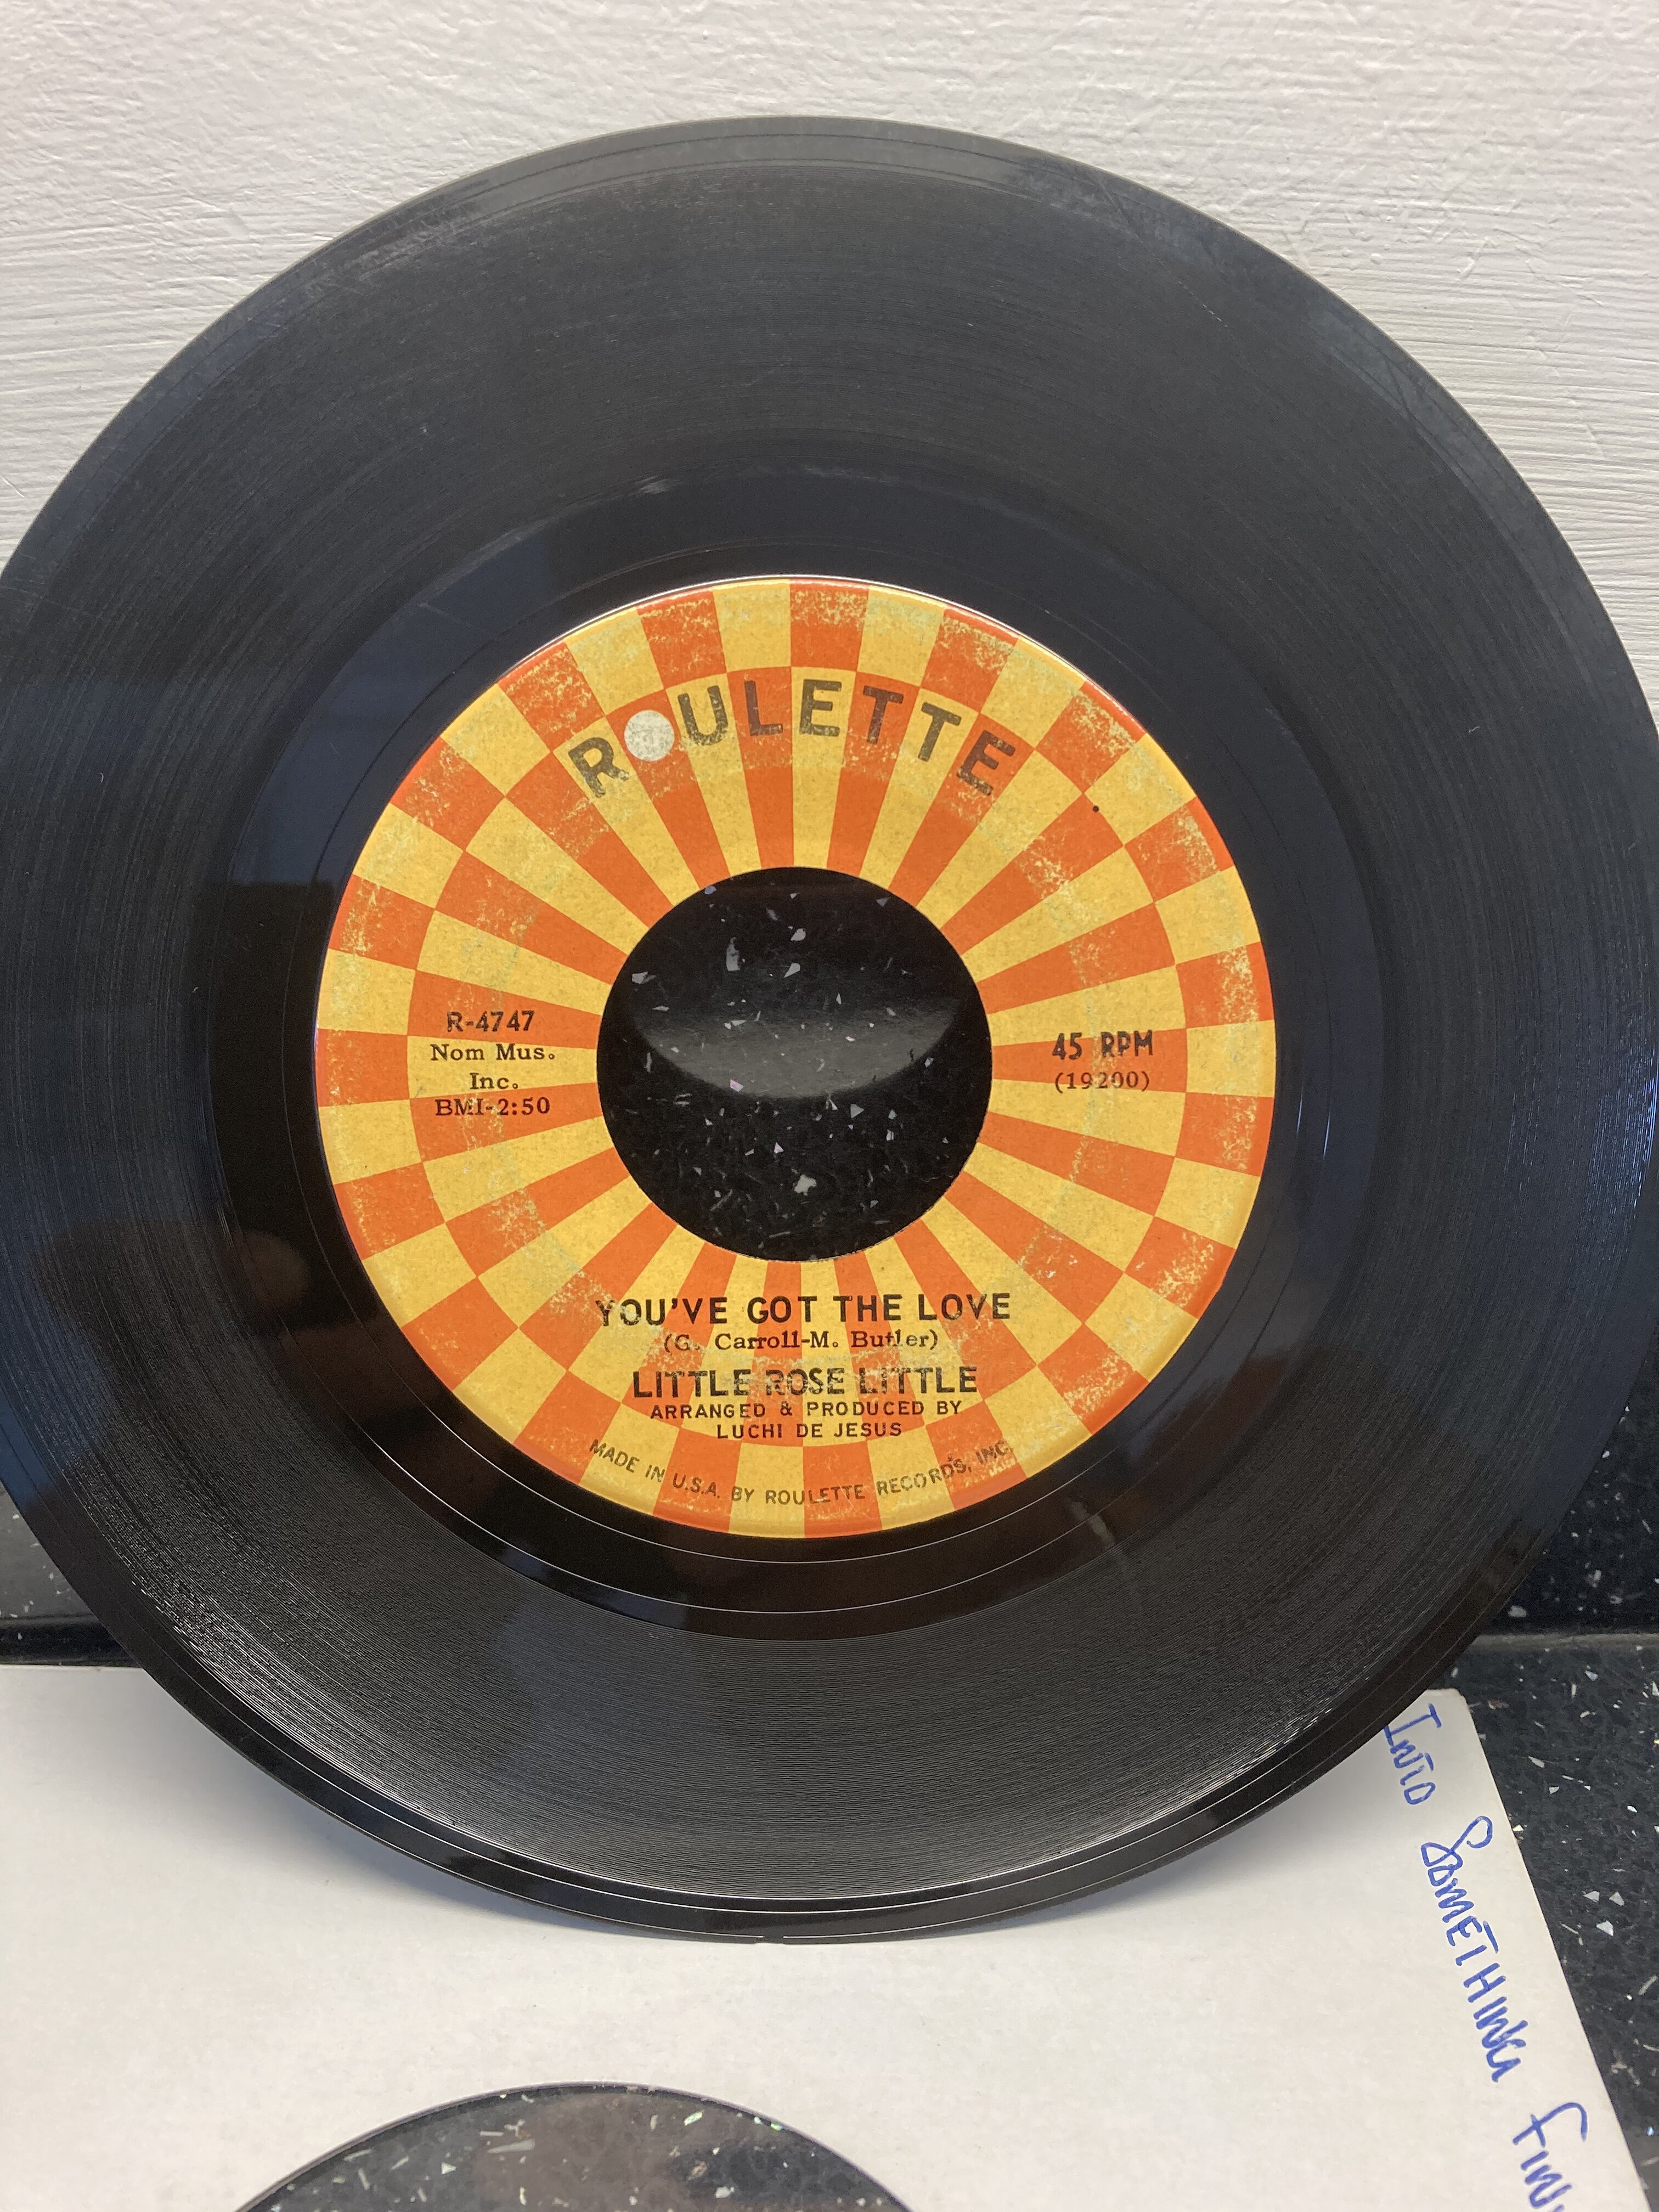 ROULETTE
R-4747
Nom Mus.
Inc.
BMI-2:50
45 RPM
(19200)
YOU'VE GOT THE LOVE
(G. Carroll-M. Butler)
LITTLE ROSE LITTLE
ARRANGED & PRODUCED BY
LUCHI DE JESUS
MADE IN U.S.A. BY ROULETTE RECORDS, INC.
INTO SOMETHING